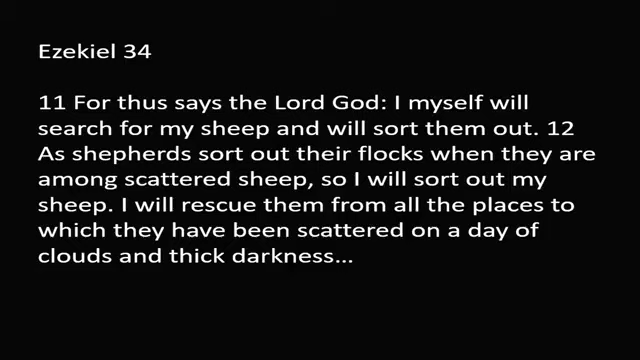 Ezekiel 34
11 For thus says the Lord God: I myself will
search for my sheep and will sort them out. 12
As shepherds sort out their flocks when they are
among scattered sheep, so I will sort out my
sheep. I will rescue them from all the places to
which they have been scattered on a day of
clouds and thick darkness...